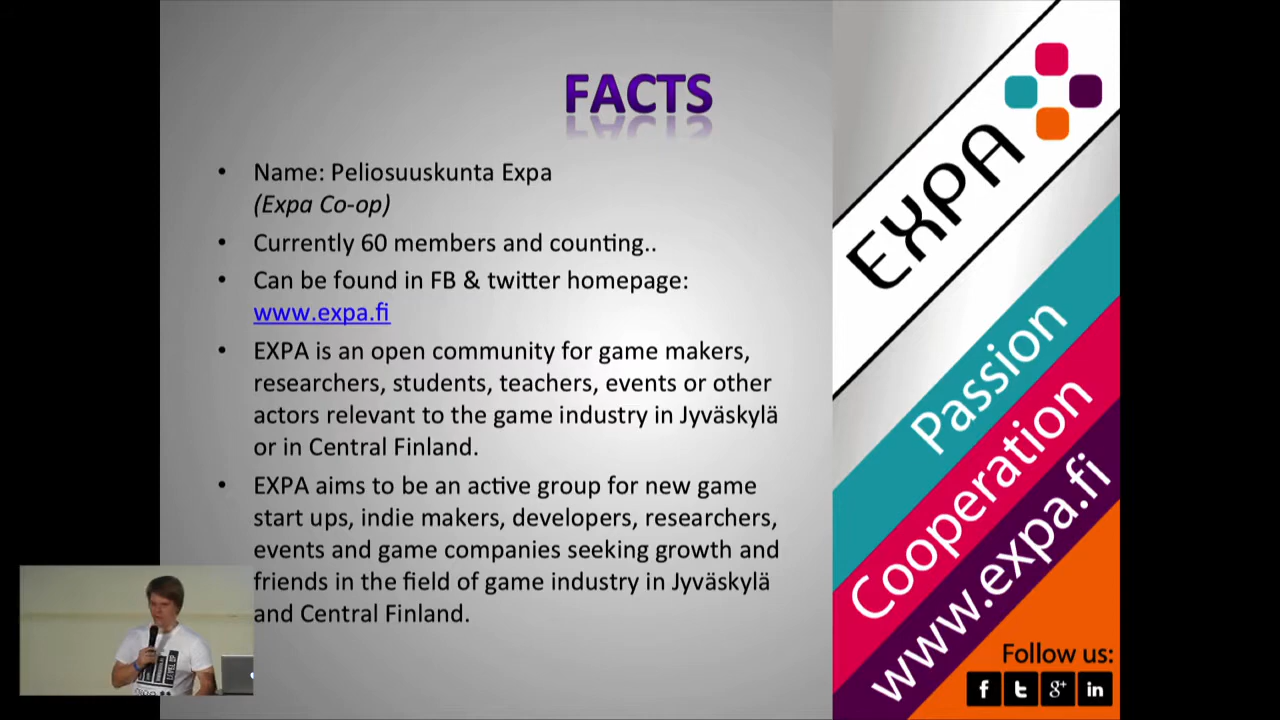 FACTS
• Name: Peliosuuskunta Expa
(Expa Co-op)
• Currently 60 members and counting..
• Can be found in FB & twitter homepage:
www.expa.fi
• EXPA is an open community for game makers,
researchers, students, teachers, events or other
actors relevant to the game industry in Jyväskylä
or in Central Finland.
• EXPA aims to be an active group for new game
start ups, indie makers, developers, researchers,
events and game companies seeking growth and
friends in the field of game industry in Jyväskylä
and Central Finland.
EXPA
Passion
Cooperation
www.expa.fi
Follow us:
f t g+ in